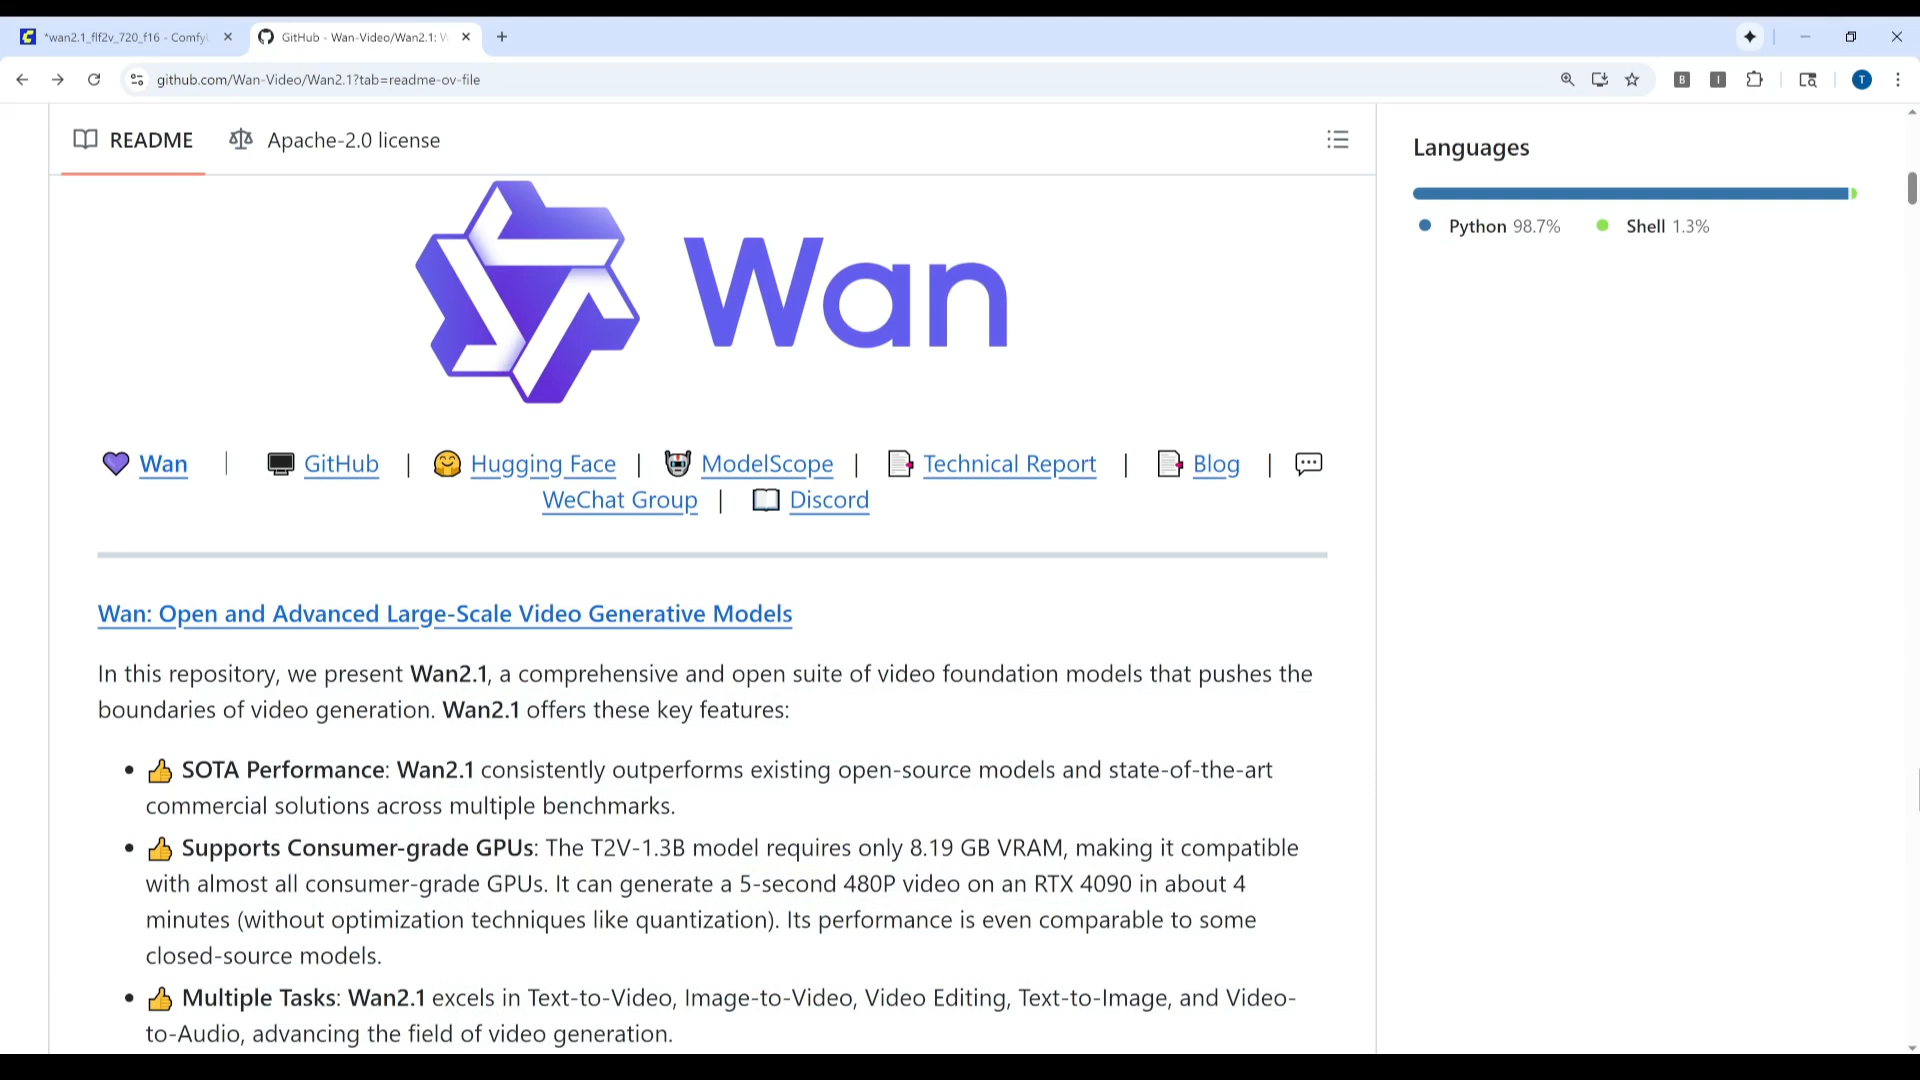 *wan2.1_flf2v_720_f16 - ComfyU
GitHub - Wan-Video/Wan2.1: W
github.com/Wan-Video/Wan2.1?tab=readme-ov-file
B
I
T
README
Apache-2.0 license
Wan
Wan | GitHub | Hugging Face | ModelScope | Technical Report | Blog |
WeChat Group | Discord
Wan: Open and Advanced Large-Scale Video Generative Models
In this repository, we present Wan2.1, a comprehensive and open suite of video foundation models that pushes the
boundaries of video generation. Wan2.1 offers these key features:
• 👍 SOTA Performance: Wan2.1 consistently outperforms existing open-source models and state-of-the-art
commercial solutions across multiple benchmarks.
• 👍 Supports Consumer-grade GPUs: The T2V-1.3B model requires only 8.19 GB VRAM, making it compatible
with almost all consumer-grade GPUs. It can generate a 5-second 480P video on an RTX 4090 in about 4
minutes (without optimization techniques like quantization). Its performance is even comparable to some
closed-source models.
• 👍 Multiple Tasks: Wan2.1 excels in Text-to-Video, Image-to-Video, Video Editing, Text-to-Image, and Video-
to-Audio, advancing the field of video generation.
Languages
Python 98.7%
Shell 1.3%